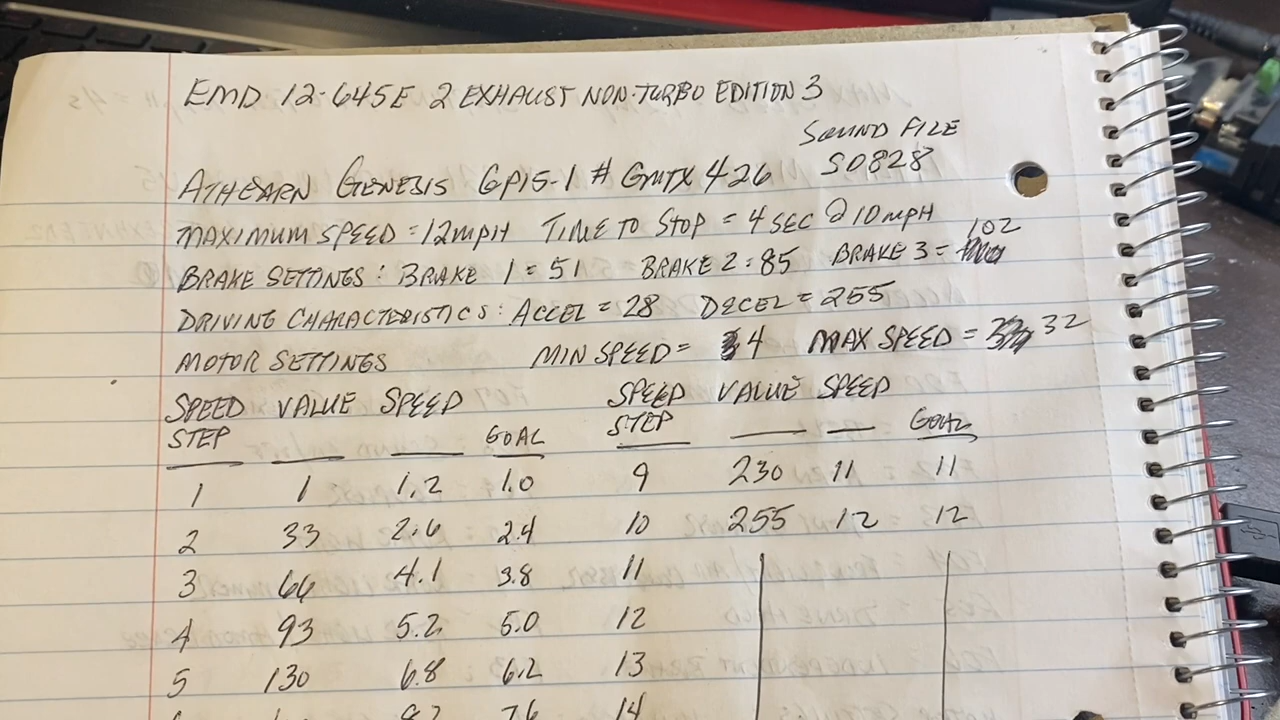 EMD 12-645E 2 EXHAUST NON-TURBO EDITION 3
SOUND FILE
ATHEARN GENESIS GP15-1 # GMTX 426 S0828
MAXIMUM SPEED = 12MPH TIME TO STOP = 4 SEC @ 10MPH
BRAKE SETTINGS: BRAKE 1 = 51 = BRAKE 2 = 85 BRAKE 3 = 102
DRIVING CHARACTERISTICS: ACCEL = 28 DECEL = 255
MOTOR SETTINGS MIN SPEED = 4 MAX SPEED = 32
SPEED VALUE SPEED SPEED VALUE SPEED
STEP GOAL STEP GOAL
1 1 1.2 1.0 9 230 11 11
2 33 2.6 2.4 10 255 12 12
3 66 4.1 3.8 11
4 93 5.2 5.0 12
5 130 6.8 6.2 13
7.6 14